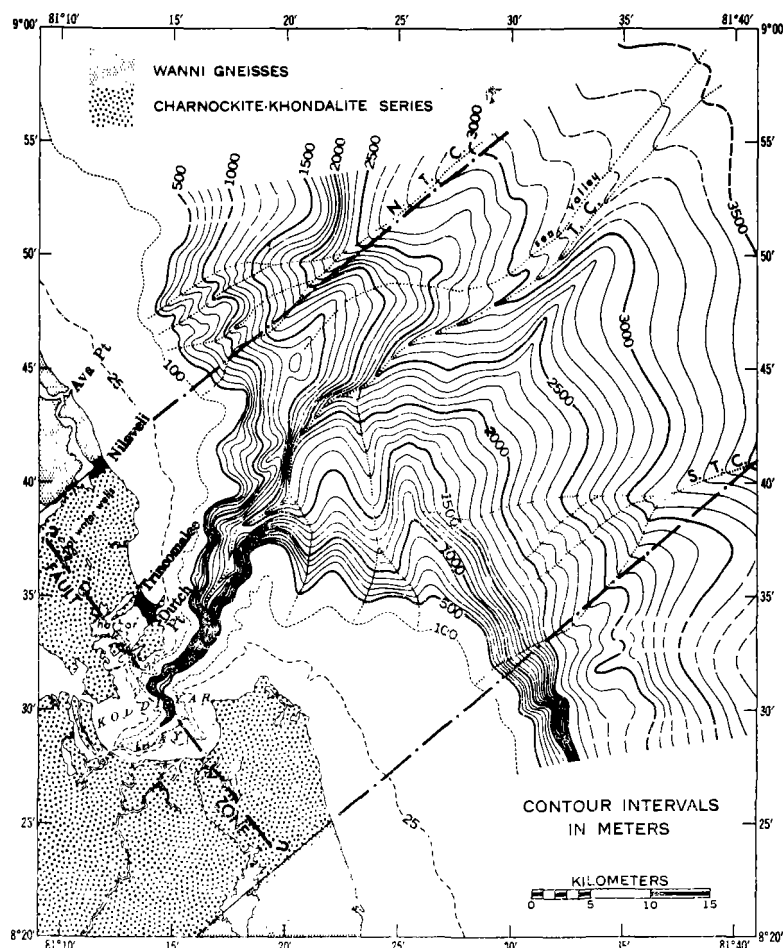 81°10' 15' 20' 25' 30' 35' 81°40'
9°00' 9°00'
WANNI GNEISSES
CHARNOCKITE-KHONDALITE SERIES
55' 55'
500 1000 1500 2000 2500 3000
N. T. C.
Valley
S. T. C.
3500
50' 50'
100
Ava Pt
25
45' 45'
3000
2500
2000
Nilaveli
S. T. C.
40' 40'
1500
1000
500
100
Trincomalee
Dutch Pt
FAULT
35' 35'
30' 30'
KODDIYAR
ZONE
25
CONTOUR INTERVALS
IN METERS
25' 25'
KILOMETERS
0 5 10 15
8°20' 8°20'
81°10' 15' 20' 25' 30' 35' 81°40'